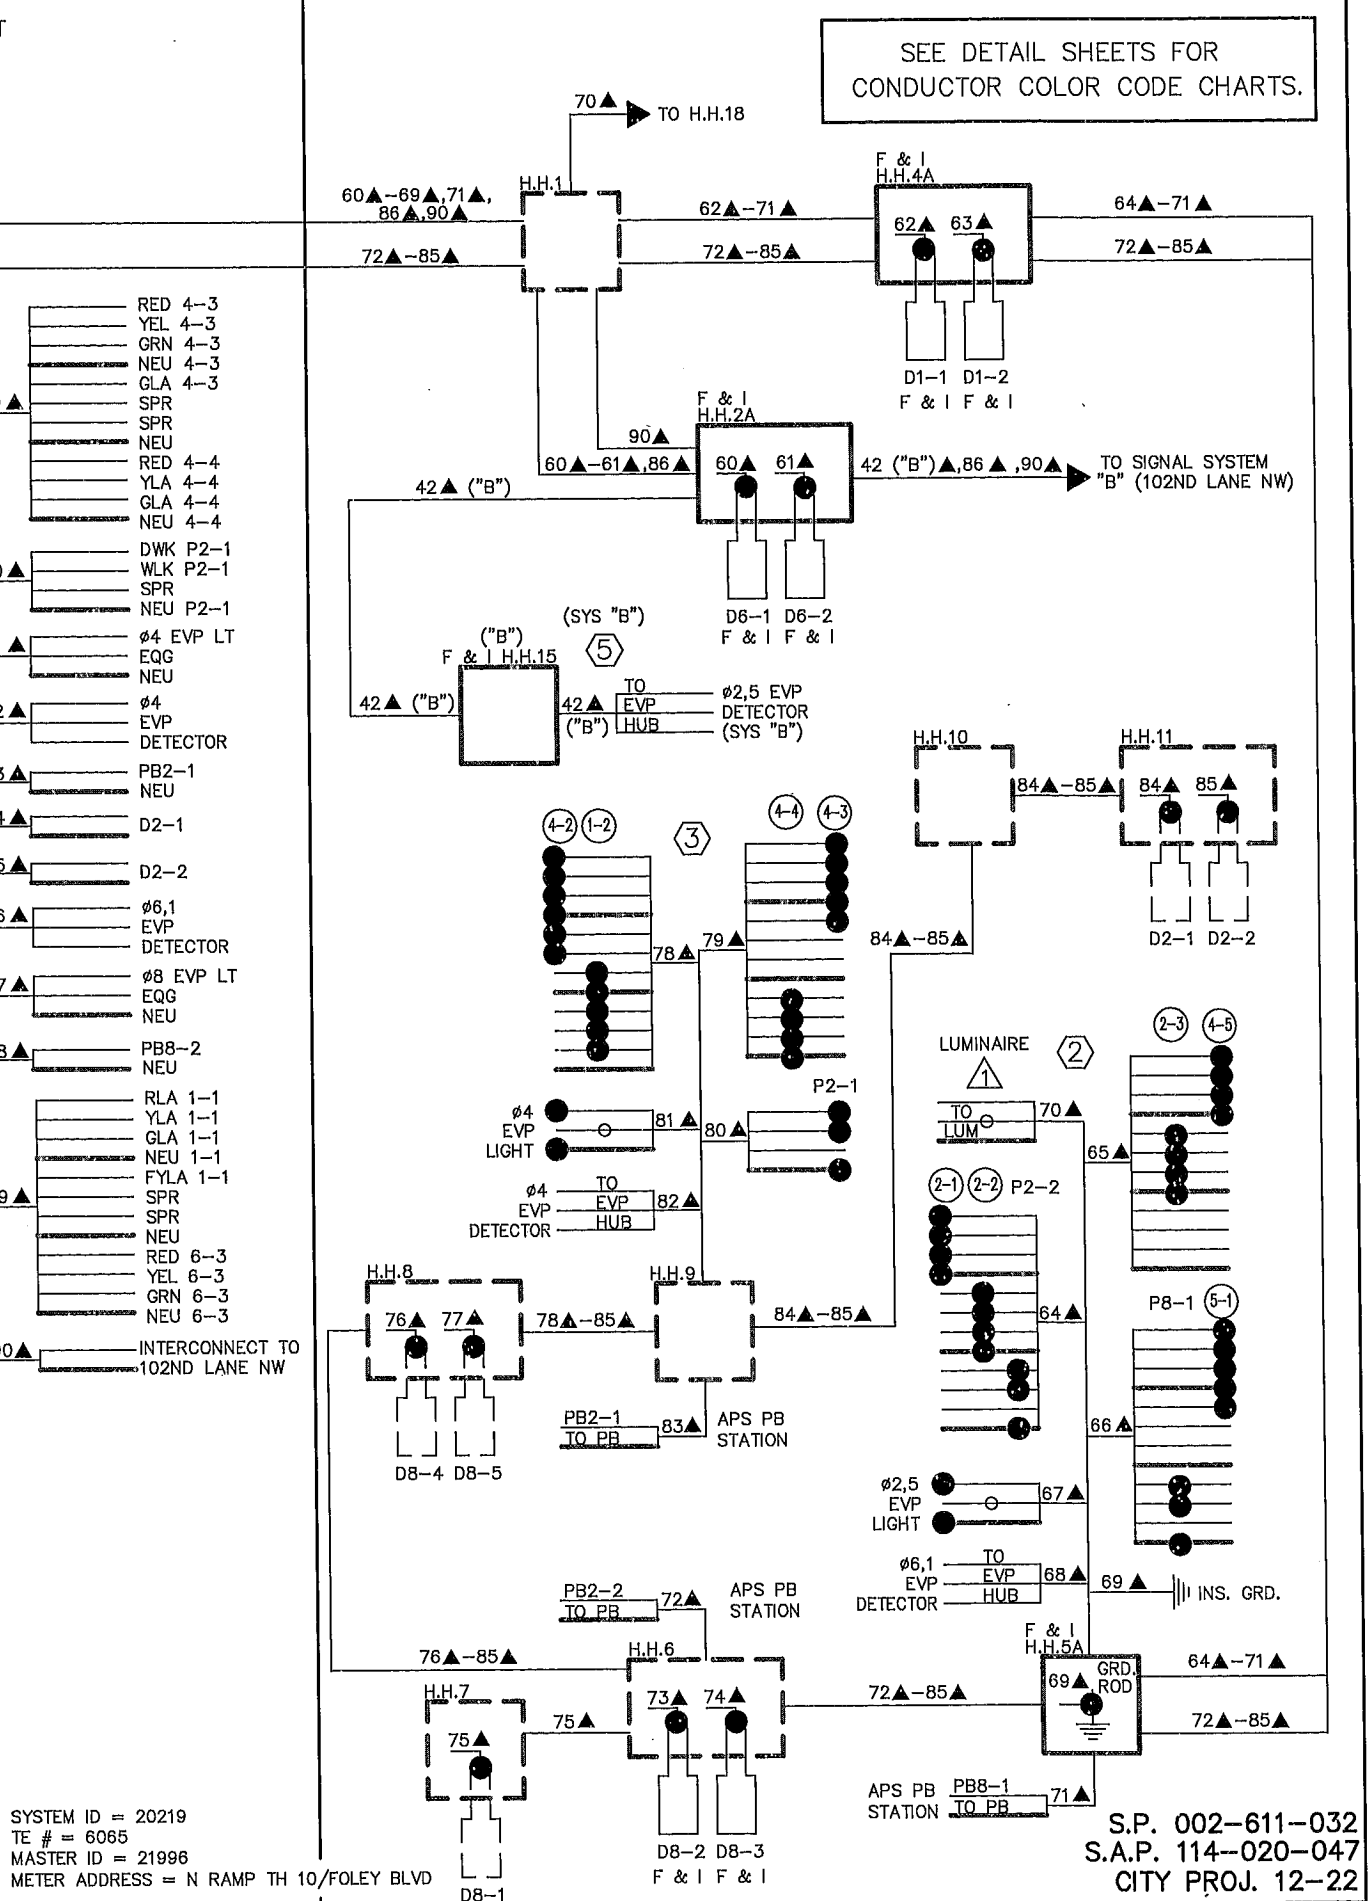 SEE DETAIL SHEETS FOR
CONDUCTOR COLOR CODE CHARTS.
70▲
TO H.H.18
60▲-69▲,71▲,
86▲,90▲
72▲-85▲
H.H.1
62▲-71▲
72▲-85▲
F & I
H.H.4A
62▲ 63▲
64▲-71▲
72▲-85▲
D1-1 D1-2
F & I F & I
RED 4-3
YEL 4-3
GRN 4-3
NEU 4-3
GLA 4-3
SPR
SPR
NEU
RED 4-4
YLA 4-4
GLA 4-4
NEU 4-4
DWK P2-1
WLK P2-1
SPR
NEU P2-1
ø4 EVP LT
EQG
NEU
ø4
EVP
DETECTOR
PB2-1
NEU
D2-1
D2-2
ø6,1
EVP
DETECTOR
ø8 EVP LT
EQG
NEU
PB8-2
NEU
RLA 1-1
YLA 1-1
GLA 1-1
NEU 1-1
FYLA 1-1
SPR
SPR
NEU
RED 6-3
YEL 6-3
GRN 6-3
NEU 6-3
INTERCONNECT TO
102ND LANE NW
F & I
H.H.2A
90▲
60▲-61▲,86▲
60▲ 61▲
42▲ ("B")
42 ("B")▲,86▲,90▲
TO SIGNAL SYSTEM
"B" (102ND LANE NW)
D6-1 D6-2
F & I F & I
(SYS "B")
5
("B")
F & I H.H.15
42▲ ("B")
42▲
("B")
TO
EVP
HUB
ø2,5 EVP
DETECTOR
(SYS "B")
H.H.10
84▲-85▲
H.H.11
84▲ 85▲
D2-1 D2-2
84▲-85▲
4-2 1-2
3
4-4 4-3
78▲
79▲
P2-1
ø4
EVP
LIGHT
81▲
80▲
ø4
EVP
DETECTOR
TO
EVP
HUB
82▲
H.H.8
76▲ 77▲
D8-4 D8-5
78▲-85▲
H.H.9
84▲-85▲
PB2-1
TO PB
83▲
APS PB
STATION
LUMINAIRE
1
2
TO
LUM
70▲
2-3 4-5
65▲
2-1 2-2 P2-2
64▲
P8-1 5-1
66▲
ø2,5
EVP
LIGHT
67▲
ø6,1
EVP
DETECTOR
TO
EVP
HUB
68▲
69▲
INS. GRD.
PB2-2
TO PB
72▲
APS PB
STATION
76▲-85▲
H.H.6
73▲ 74▲
72▲-85▲
F & I
H.H.5A
69▲
GRD.
ROD
64▲-71▲
72▲-85▲
H.H.7
75▲
75▲
D8-1
D8-2 D8-3
F & I F & I
APS PB
STATION
PB8-1
TO PB
71▲
SYSTEM ID = 20219
TE # = 6065
MASTER ID = 21996
METER ADDRESS = N RAMP TH 10/FOLEY BLVD
S.P. 002-611-032
S.A.P. 114-020-047
CITY PROJ. 12-22